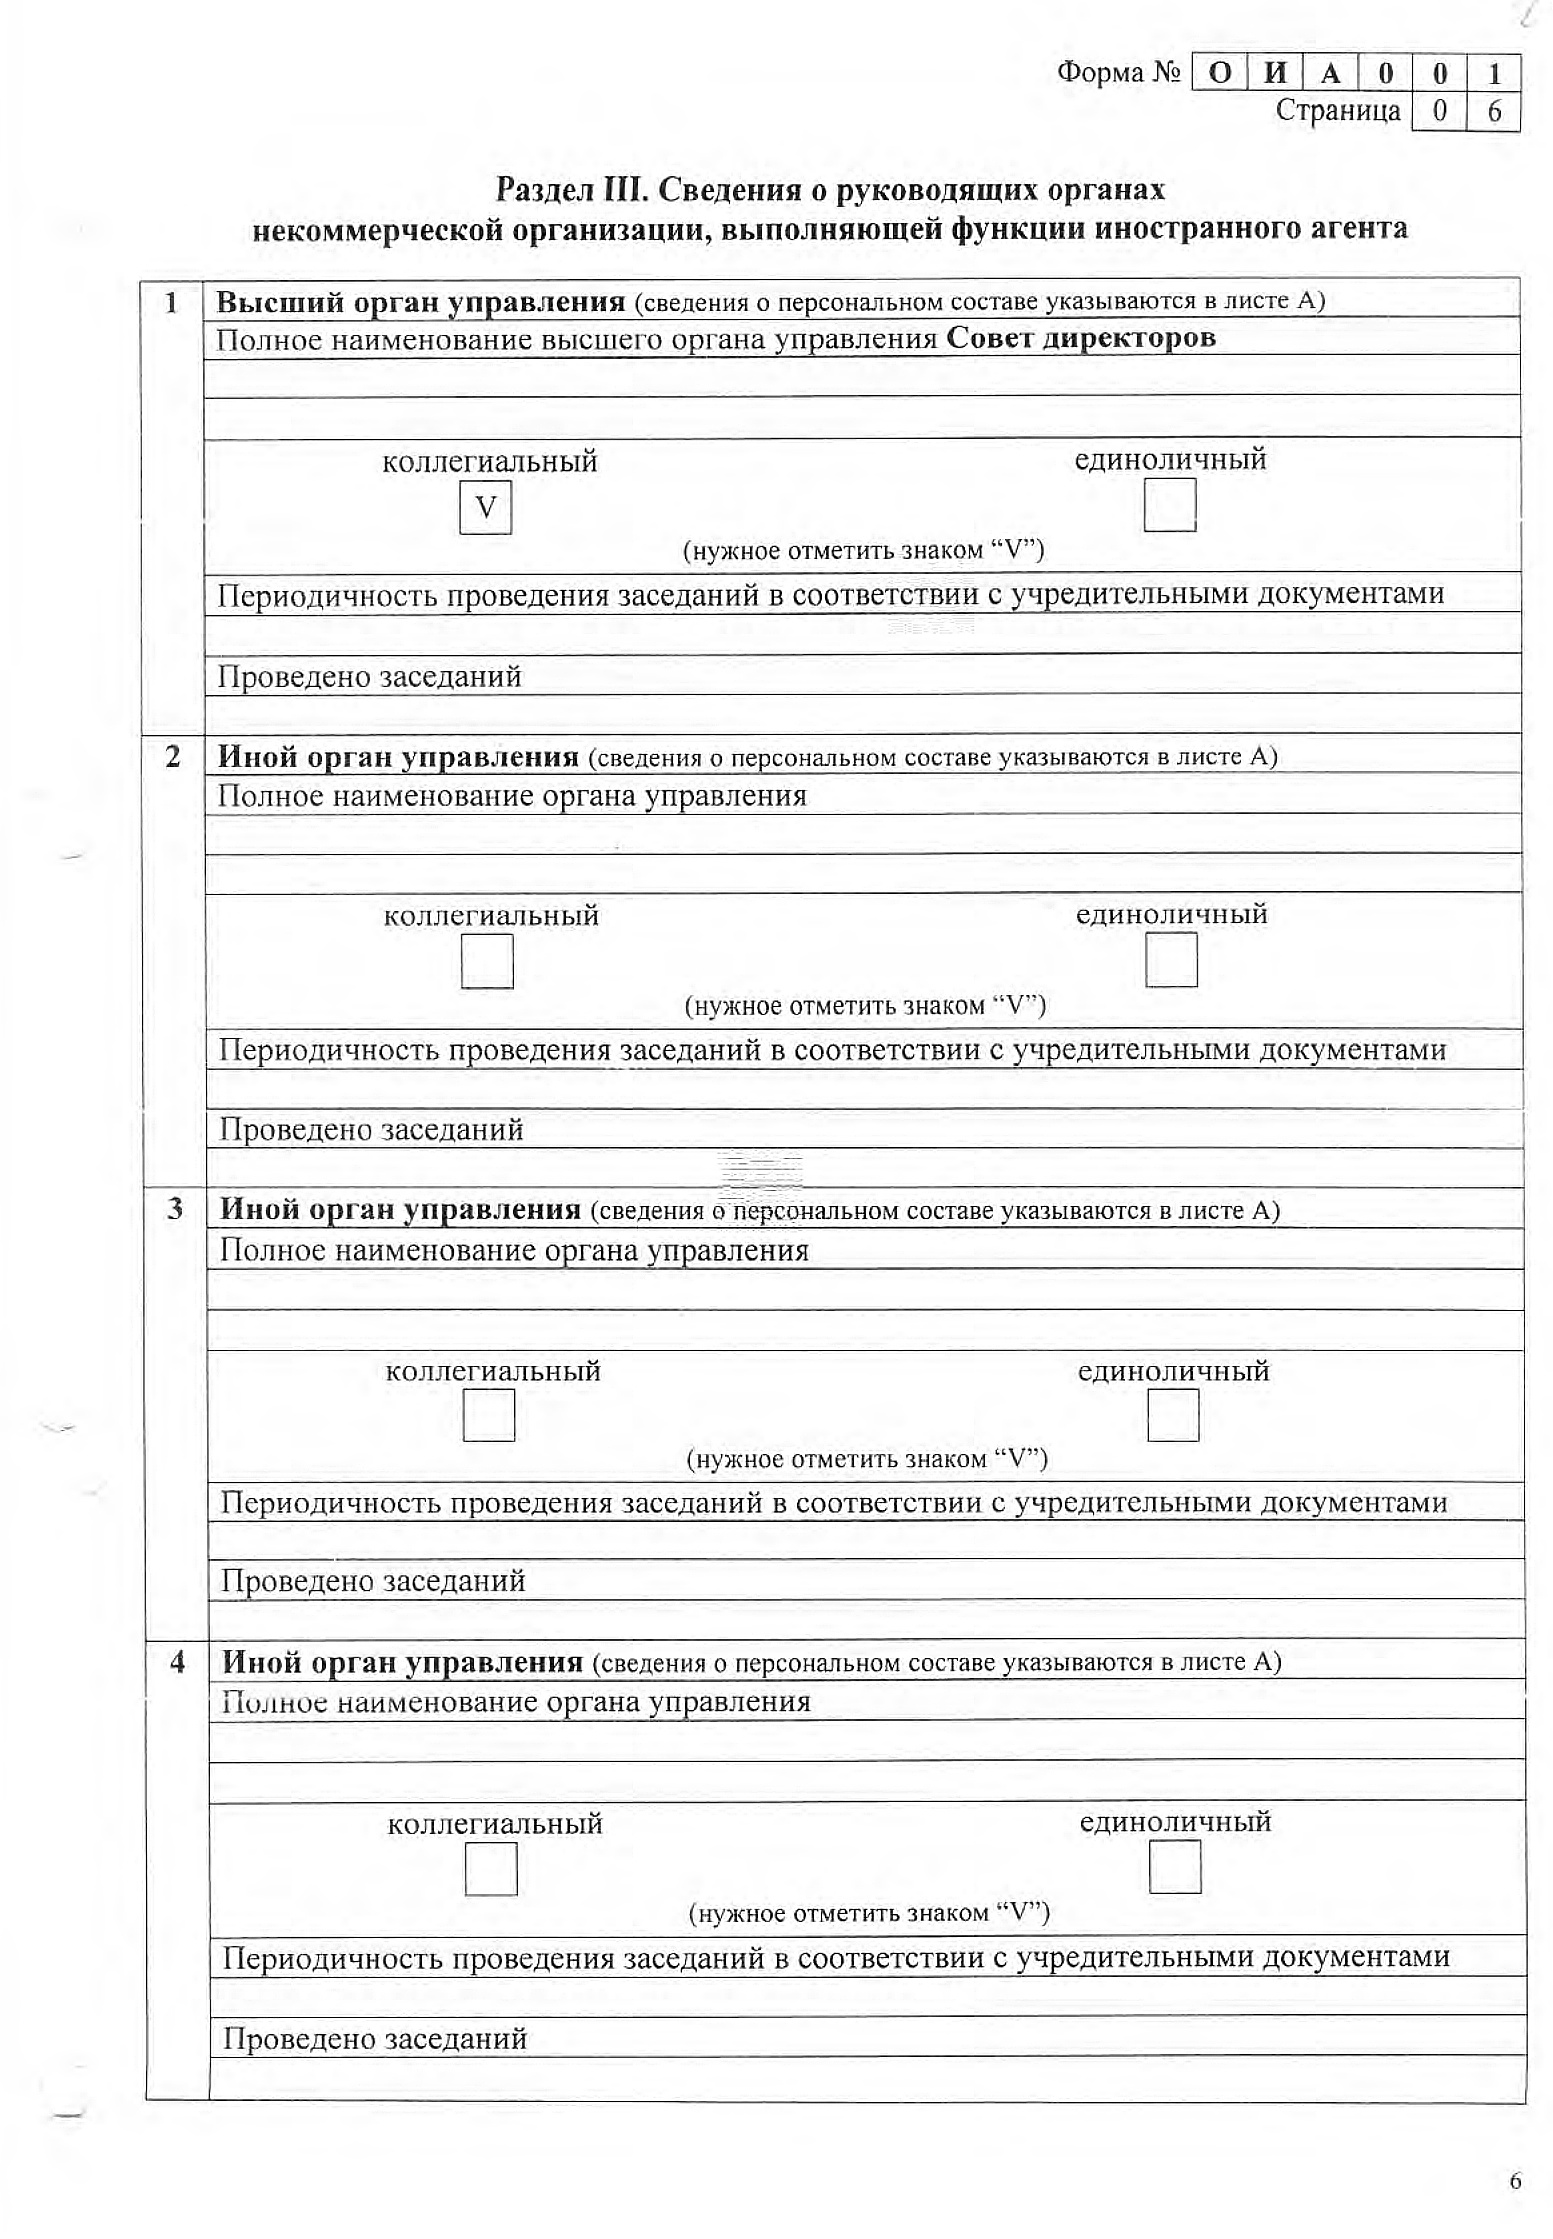 Форма № О И А 0 0 1
Страница 0 6
Раздел III. Сведения о руководящих органах
некоммерческой организации, выполняющей функции иностранного агента
1 Высший орган управления (сведения о персональном составе указываются в листе А)
Полное наименование высшего органа управления Совет директоров
коллегиальный единоличный
V
(нужное отметить знаком “V”)
Периодичность проведения заседаний в соответствии с учредительными документами
Проведено заседаний
2 Иной орган управления (сведения о персональном составе указываются в листе А)
Полное наименование органа управления
коллегиальный единоличный
(нужное отметить знаком “V”)
Периодичность проведения заседаний в соответствии с учредительными документами
Проведено заседаний
3 Иной орган управления (сведения о персональном составе указываются в листе А)
Полное наименование органа управления
коллегиальный единоличный
(нужное отметить знаком “V”)
Периодичность проведения заседаний в соответствии с учредительными документами
Проведено заседаний
4 Иной орган управления (сведения о персональном составе указываются в листе А)
Полное наименование органа управления
коллегиальный единоличный
(нужное отметить знаком “V”)
Периодичность проведения заседаний в соответствии с учредительными документами
Проведено заседаний
6